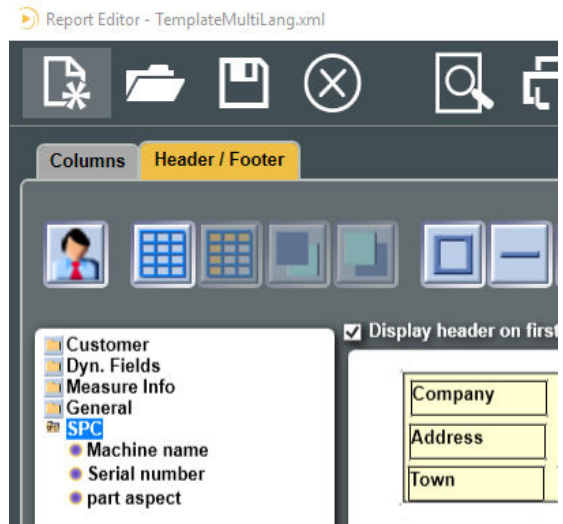 Report Editor - TemplateMultiLang.xml
Columns
Header / Footer
Display header on first
Customer
Dyn. Fields
Measure Info
General
SPC
Machine name
Serial number
part aspect
Company
Address
Town